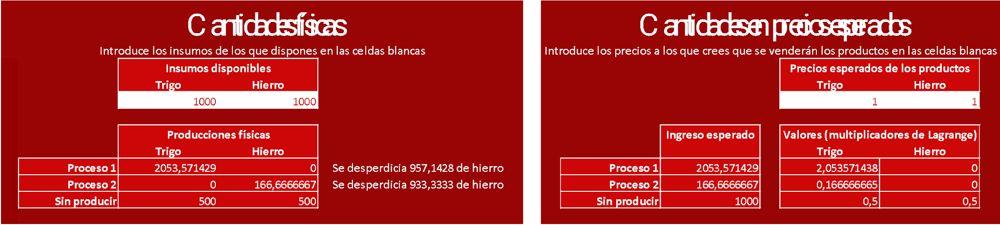 Cantidades físicas
Introduce los insumos de los que dispones en las celdas blancas
Insumos disponibles
Trigo Hierro
1000 1000
Producciones físicas
Trigo Hierro
Proceso 1 2053,571429 0 Se desperdicia 957,1428 de hierro
Proceso 2 0 166,6666667 Se desperdicia 933,3333 de hierro
Sin producir 500 500
Cantidades en precios esperados
Introduce los precios a los que crees que se venderán los productos en las celdas blancas
Precios esperados de los productos
Trigo Hierro
1 1
Ingreso esperado Valores (multiplicadores de Lagrange)
Trigo Hierro
Proceso 1 2053,571429 2,053571438 0
Proceso 2 166,6666667 0,166666665 0
Sin producir 1000 0,5 0,5